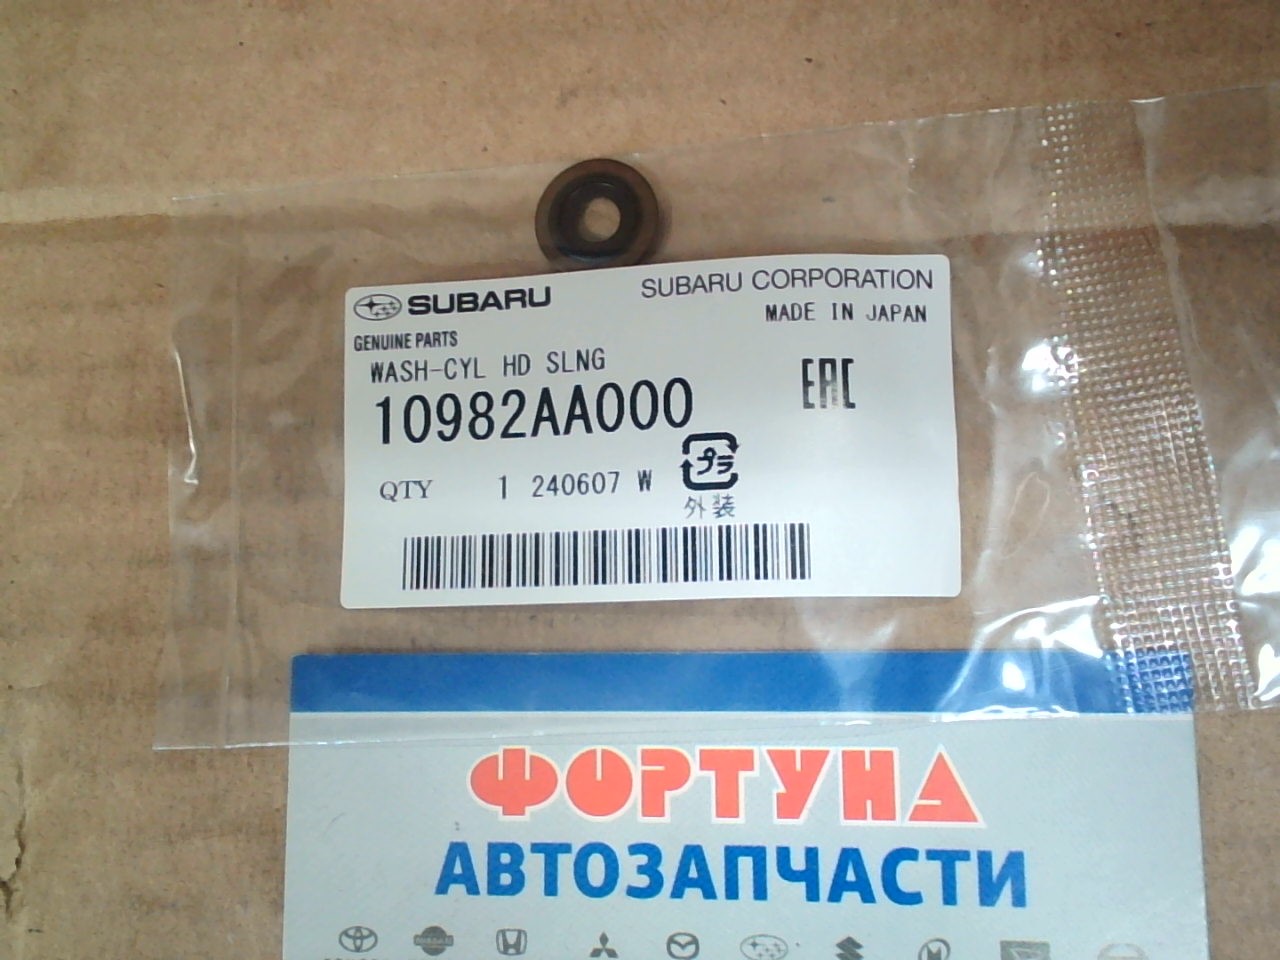 SUBARU SUBARU CORPORATION
MADE IN JAPAN
GENUINE PARTS
WASH-CYL HD SLNG
10982AA000
EAC
QTY 1 240607 W
プラ
外装
ФОРТУНА
АВТОЗАПЧАСТИ